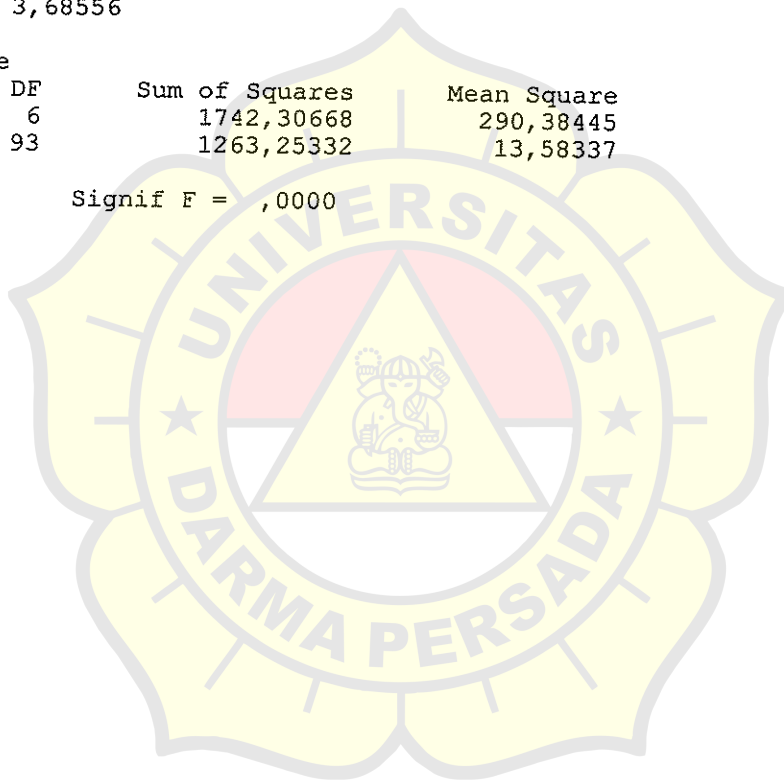 3,68556
e
DF Sum of Squares Mean Square
6 1742,30668 290,38445
93 1263,25332 13,58337
Signif F = ,0000
UNIVERSITAS
DARMA PERSADA